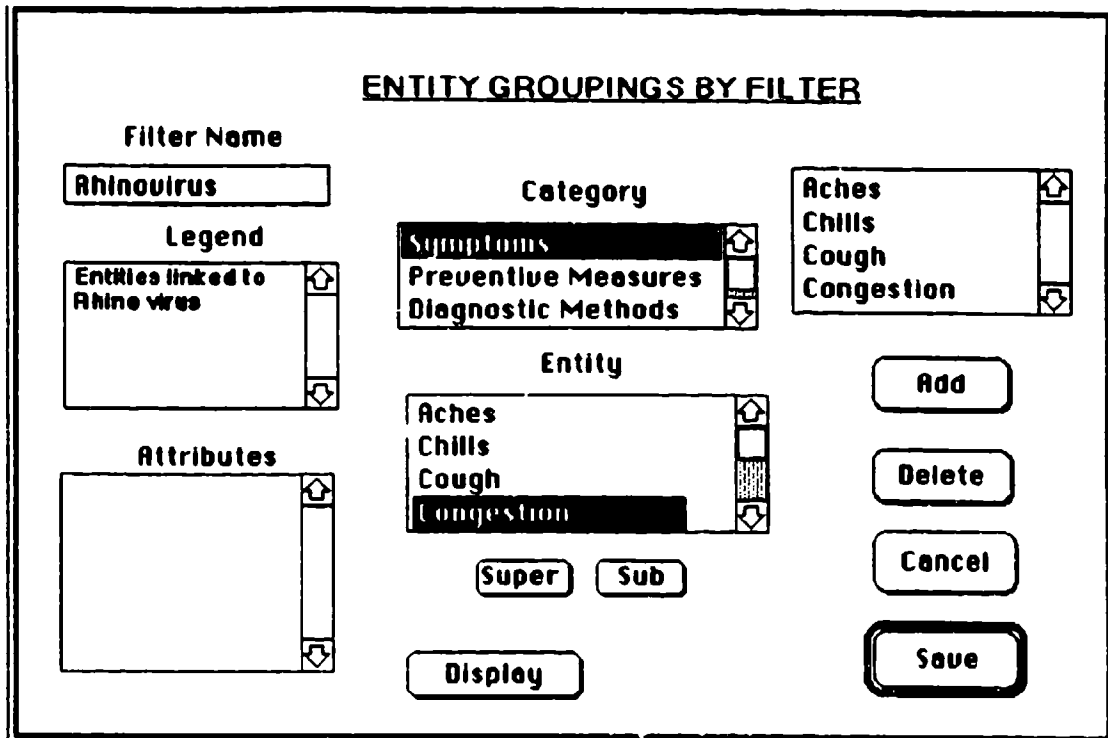 ENTITY GROUPINGS BY FILTER
Filter Name
Rhinovirus
Legend
Entities linked to
Rhino virus
Attributes
Category
Symptoms
Preventive Measures
Diagnostic Methods
Entity
Aches
Chills
Cough
Congestion
Super
Sub
Display
Aches
Chills
Cough
Congestion
Add
Delete
Cancel
Save